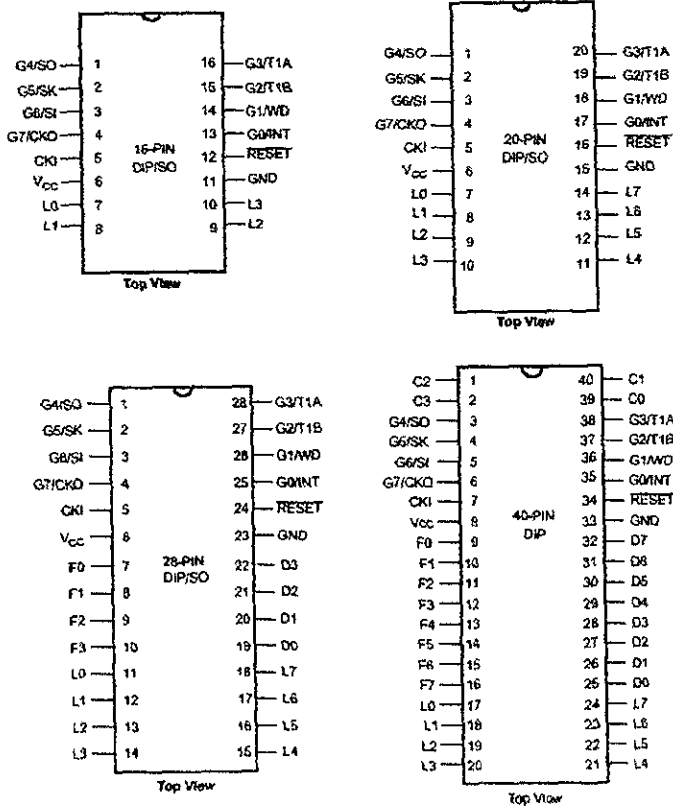 G4/SO 1 16 G3/T1A
G5/SK 2 15 G2/T1B
G6/SI 3 14 G1/WD
G7/CKO 4 13 G0/INT
16-PIN
DIP/SO
CKI 5 12 RESET
VCC 6 11 GND
L0 7 10 L3
L1 8 9 L2
Top View
G4/SO 1 20 G3/T1A
G5/SK 2 19 G2/T1B
G6/SI 3 18 G1/WD
G7/CKO 4 17 G0/INT
20-PIN
DIP/SO
CKI 5 16 RESET
VCC 6 15 GND
L0 7 14 L7
L1 8 13 L6
L2 9 12 L5
L3 10 11 L4
Top View
G4/SO 1 28 G3/T1A
G5/SK 2 27 G2/T1B
G6/SI 3 26 G1/WD
G7/CKO 4 25 G0/INT
CKI 5 24 RESET
VCC 6 23 GND
28-PIN
DIP/SO
F0 7 22 D3
F1 8 21 D2
F2 9 20 D1
F3 10 19 D0
L0 11 18 L7
L1 12 17 L6
L2 13 16 L5
L3 14 15 L4
Top View
C2 1 40 C1
C3 2 39 C0
G4/SO 3 38 G3/T1A
G5/SK 4 37 G2/T1B
G6/SI 5 36 G1/WD
G7/CKO 6 35 G0/INT
CKI 7 34 RESET
Vcc 8 33 GND
40-PIN
DIP
F0 9 32 D7
F1 10 31 D6
F2 11 30 D5
F3 12 29 D4
F4 13 28 D3
F5 14 27 D2
F6 15 26 D1
F7 16 25 D0
L0 17 24 L7
L1 18 23 L6
L2 19 22 L5
L3 20 21 L4
Top View